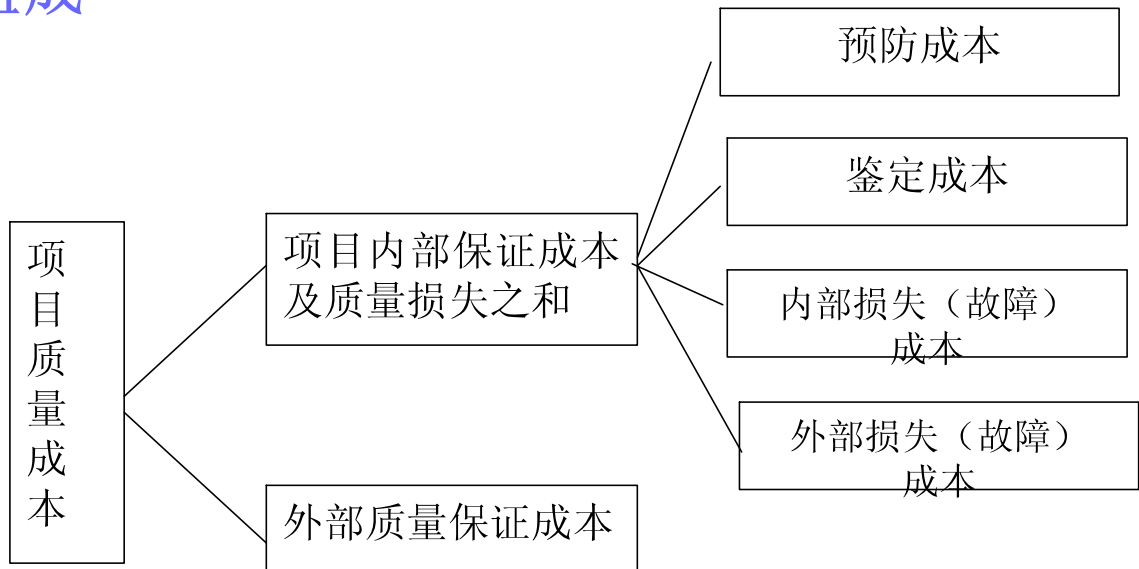 成
预防成本
鉴定成本
项目质量成本
项目内部保证成本
及质量损失之和
内部损失（故障）
成本
外部损失（故障）
成本
外部质量保证成本